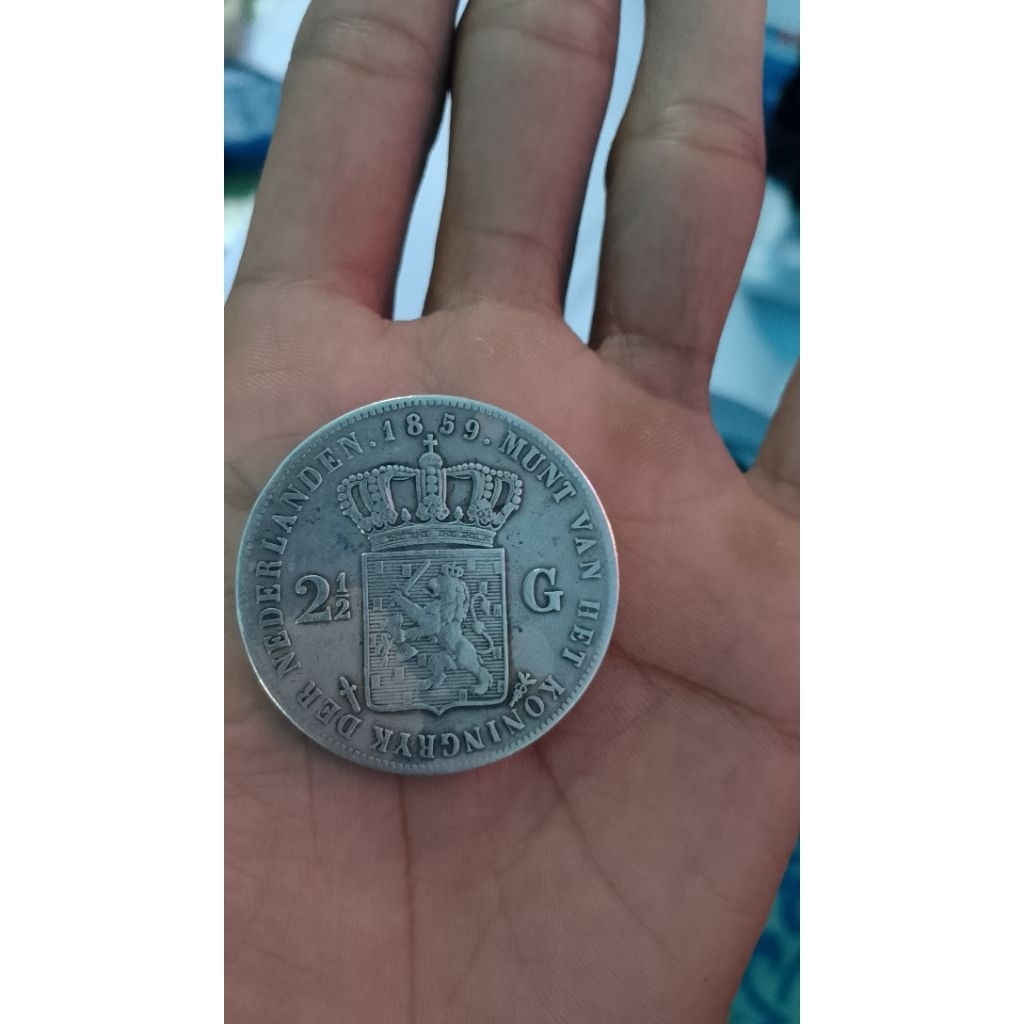 MUNT VAN HET KONINGRYK DER NEDERLANDEN. 1859.
2½ G